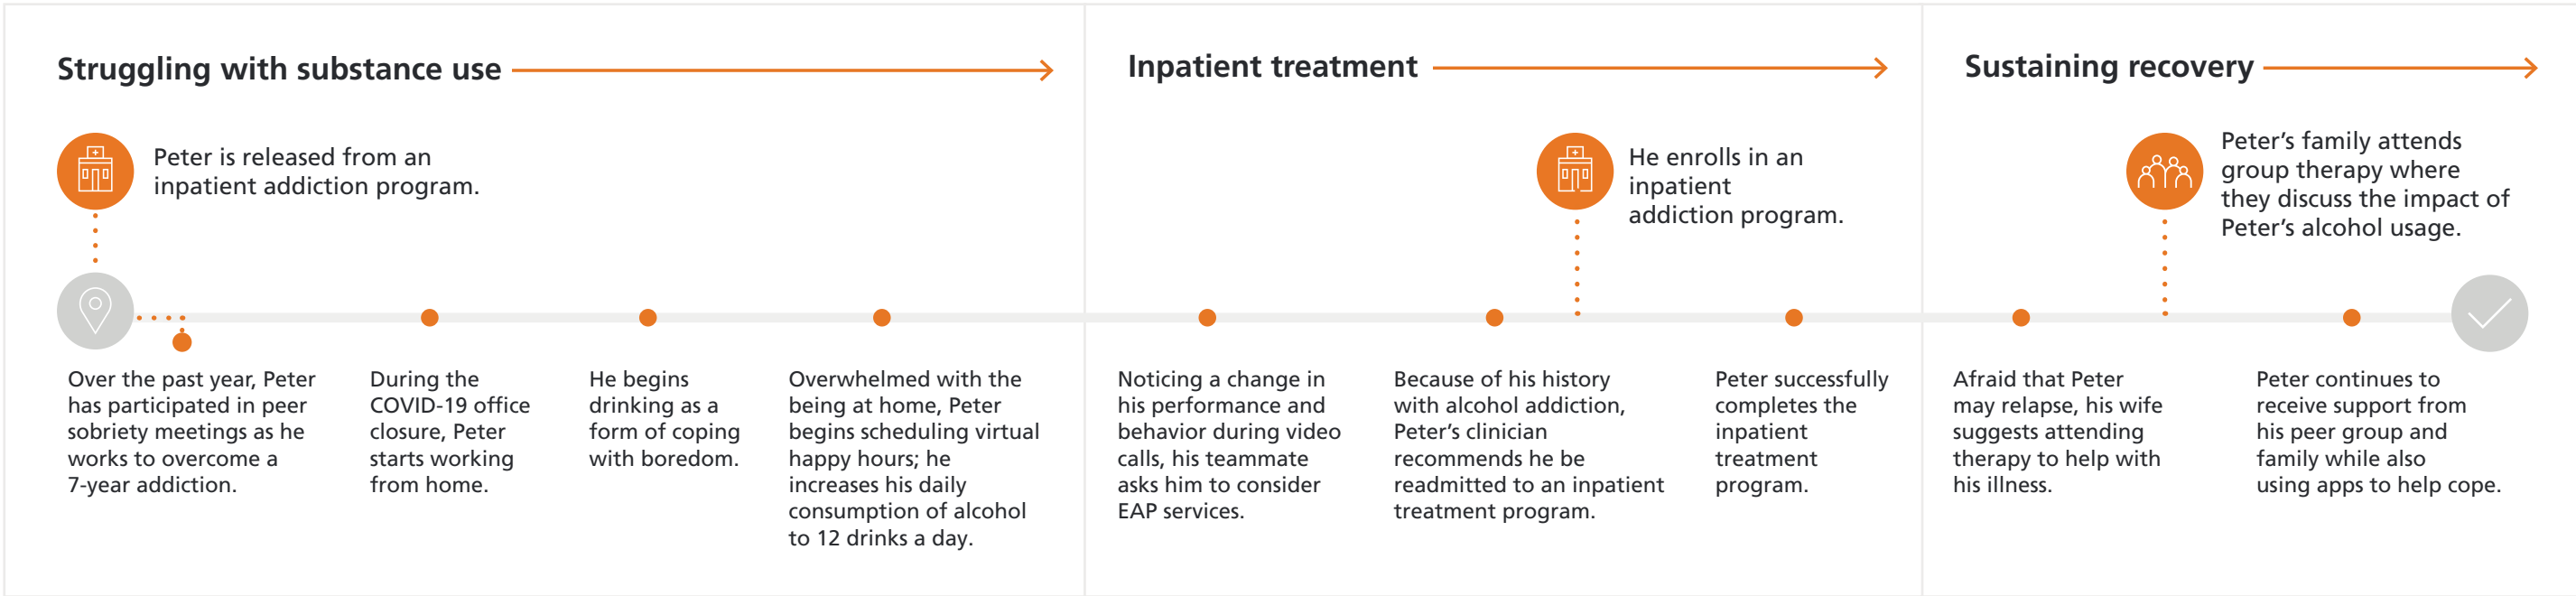 Struggling with substance use
Peter is released from an
inpatient addiction program.
Over the past year, Peter
has participated in peer
sobriety meetings as he
works to overcome a
7-year addiction.
During the
COVID-19 office
closure, Peter
starts working
from home.
He begins
drinking as a
form of coping
with boredom.
Overwhelmed with the
being at home, Peter
begins scheduling virtual
happy hours; he
increases his daily
consumption of alcohol
to 12 drinks a day.
Inpatient treatment
He enrolls in an
inpatient
addiction program.
Noticing a change in
his performance and
behavior during video
calls, his teammate
asks him to consider
EAP services.
Because of his history
with alcohol addiction,
Peter’s clinician
recommends he be
readmitted to an inpatient
treatment program.
Peter successfully
completes the
inpatient
treatment
program.
Sustaining recovery
Peter’s family attends
group therapy where
they discuss the impact of
Peter’s alcohol usage.
Afraid that Peter
may relapse, his wife
suggests attending
therapy to help with
his illness.
Peter continues to
receive support from
his peer group and
family while also
using apps to help cope.